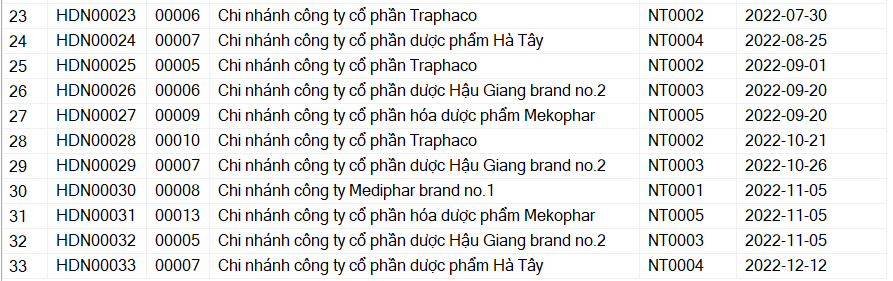 23 HDN00023 00006 Chi nhánh công ty cổ phần Traphaco NT0002 2022-07-30
24 HDN00024 00007 Chi nhánh công ty cổ phần dược phẩm Hà Tây NT0004 2022-08-25
25 HDN00025 00005 Chi nhánh công ty cổ phần Traphaco NT0002 2022-09-01
26 HDN00026 00006 Chi nhánh công ty cổ phần dược Hậu Giang brand no.2 NT0003 2022-09-20
27 HDN00027 00009 Chi nhánh công ty cổ phần hóa dược phẩm Mekophar NT0005 2022-09-20
28 HDN00028 00010 Chi nhánh công ty cổ phần Traphaco NT0002 2022-10-21
29 HDN00029 00007 Chi nhánh công ty cổ phần dược Hậu Giang brand no.2 NT0003 2022-10-26
30 HDN00030 00008 Chi nhánh công ty Mediphar brand no.1 NT0001 2022-11-05
31 HDN00031 00013 Chi nhánh công ty cổ phần hóa dược phẩm Mekophar NT0005 2022-11-05
32 HDN00032 00005 Chi nhánh công ty cổ phần dược Hậu Giang brand no.2 NT0003 2022-11-05
33 HDN00033 00007 Chi nhánh công ty cổ phần dược phẩm Hà Tây NT0004 2022-12-12